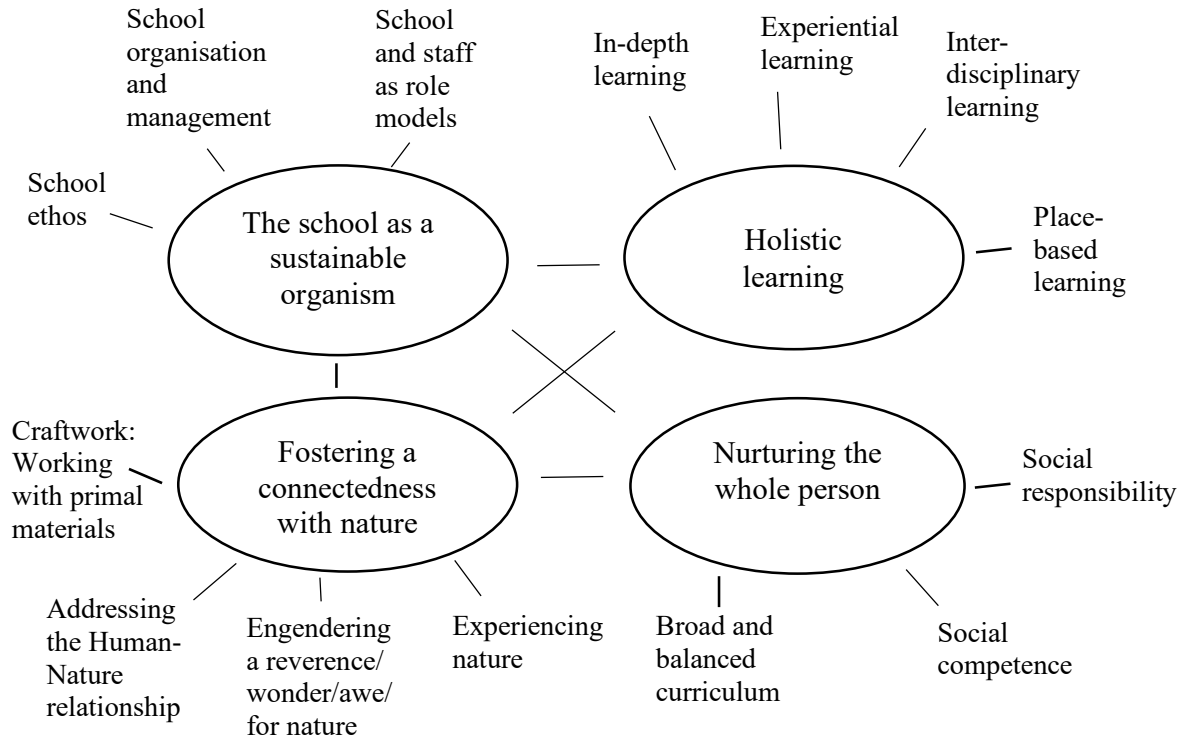 School
organisation
and
management
School
and staff
as role
models
In-depth
learning
Experiential
learning
Inter-
disciplinary
learning
School
ethos
The school as a
sustainable
organism
Holistic
learning
Place-
based
learning
Craftwork:
Working
with primal
materials
Fostering a
connectedness
with nature
Nurturing the
whole person
Social
responsibility
Addressing
the Human-
Nature
relationship
Engendering
a reverence/
wonder/awe/
for nature
Experiencing
nature
Broad and
balanced
curriculum
Social
competence